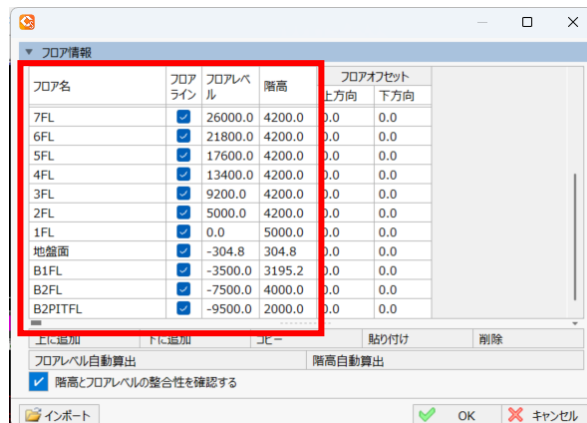 フロア情報
フロア名 フロアライン フロアレベル 階高 フロアオフセット
上方向 下方向
7FL 26000.0 4200.0 0.0 0.0
6FL 21800.0 4200.0 0.0 0.0
5FL 17600.0 4200.0 0.0 0.0
4FL 13400.0 4200.0 0.0 0.0
3FL 9200.0 4200.0 0.0 0.0
2FL 5000.0 4200.0 0.0 0.0
1FL 0.0 5000.0 0.0 0.0
地盤面 -304.8 304.8 0.0 0.0
B1FL -3500.0 3195.2 0.0 0.0
B2FL -7500.0 4000.0 0.0 0.0
B2PITFL -9500.0 2000.0 0.0 0.0
上に追加 下に追加 コピー 貼り付け 削除
フロアレベル自動算出 階高自動算出
階高とフロアレベルの整合性を確認する
インポート OK キャンセル